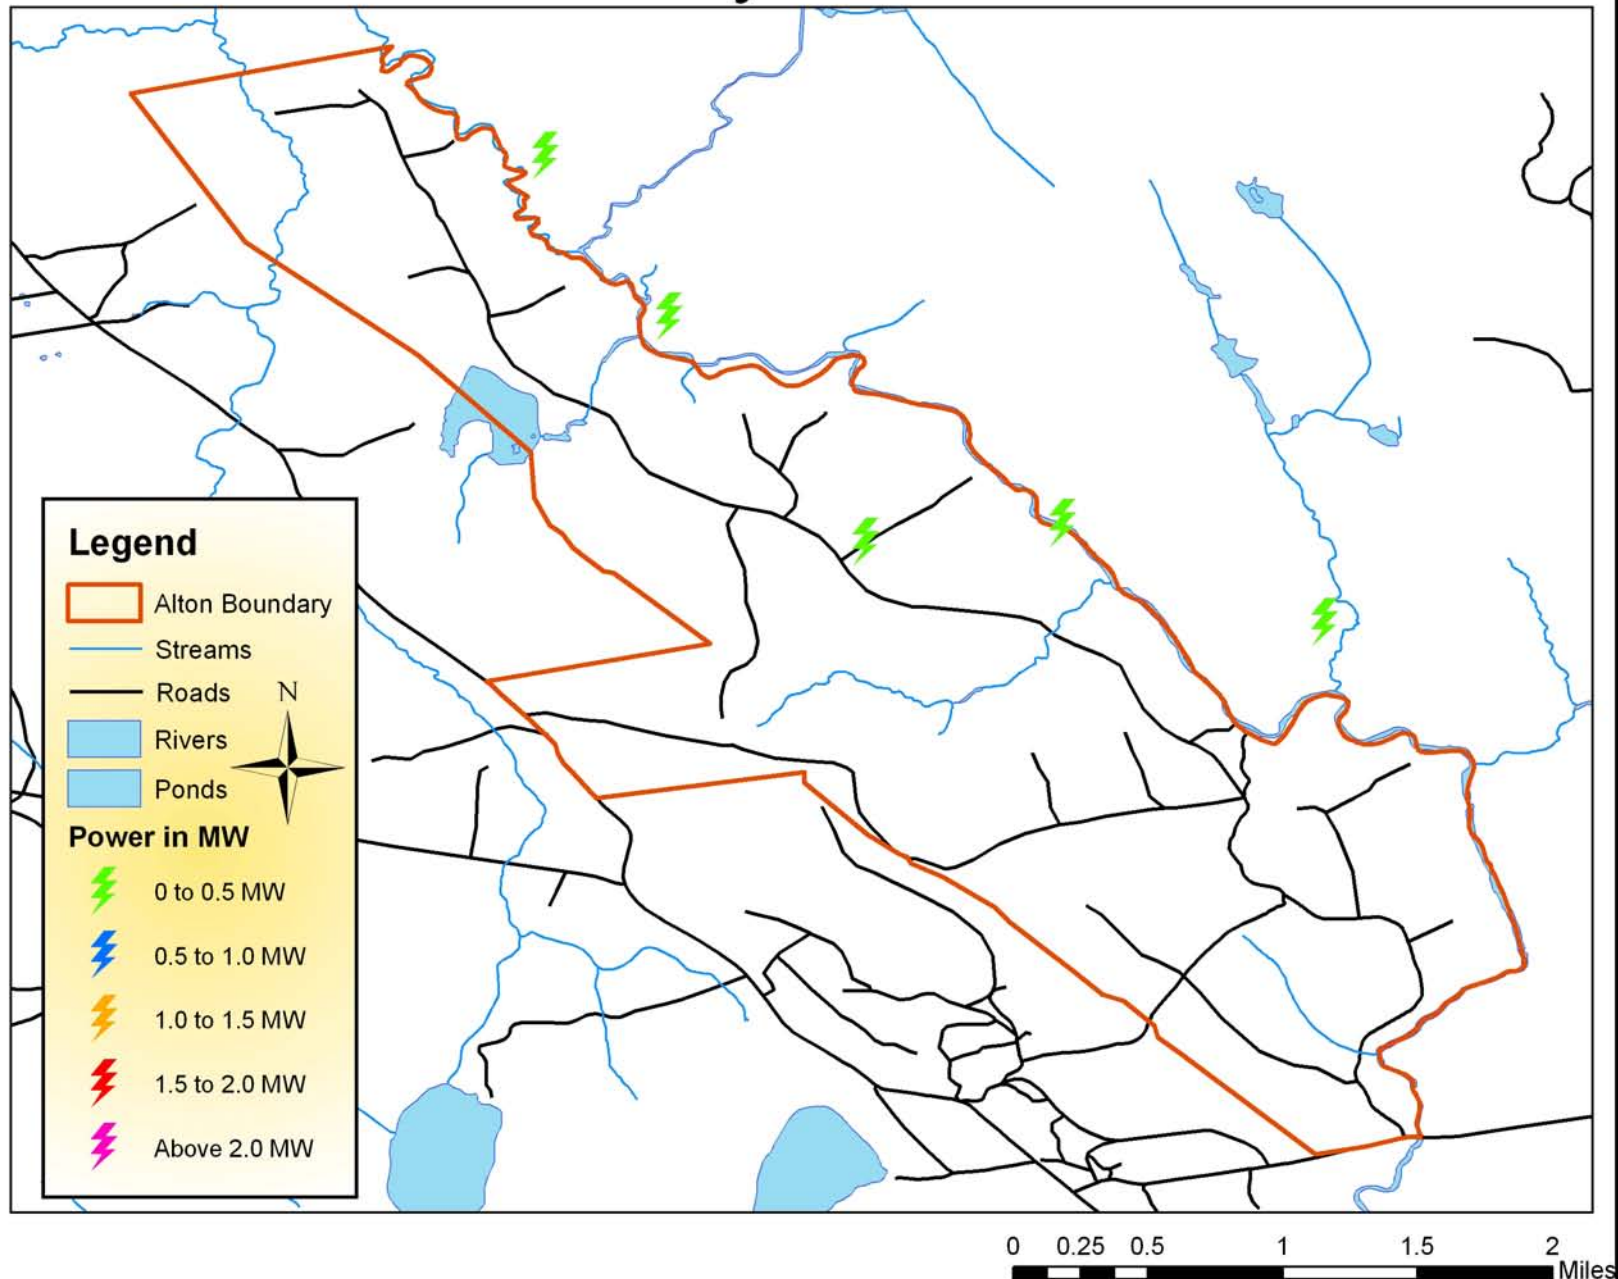 Legend
Alton Boundary
Streams
Roads
N
Rivers
Ponds
Power in MW
0 to 0.5 MW
0.5 to 1.0 MW
1.0 to 1.5 MW
1.5 to 2.0 MW
Above 2.0 MW
0 0.25 0.5 1 1.5 2
Miles